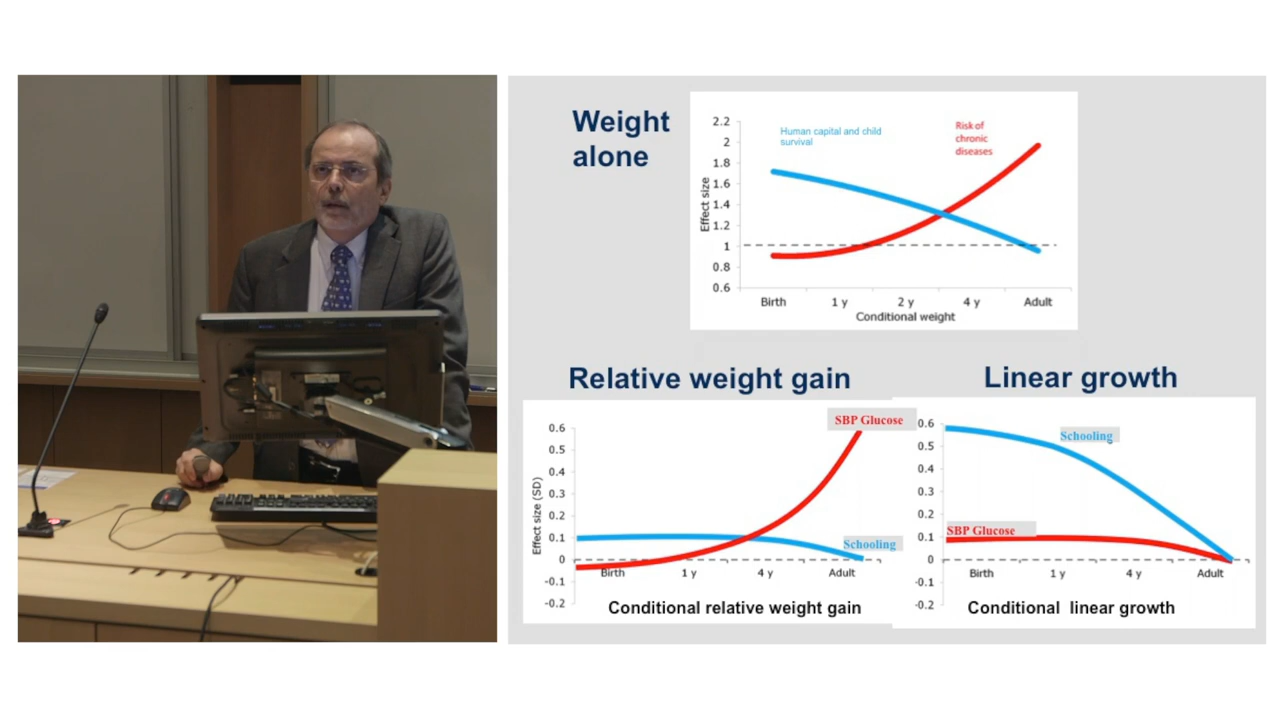 Weight
alone
2.2
2
1.8
1.6
1.4
1.2
1
0.8
0.6
Effect size
Human capital and child
survival
Risk of
chronic
diseases
Birth 1 y 2 y 4 y Adult
Conditional weight
Relative weight gain
0.6
0.5
0.4
0.3
0.2
0.1
0
-0.1
-0.2
Effect size (SD)
SBP Glucose
Schooling
Birth 1 y 4 y Adult
Conditional relative weight gain
Linear growth
0.6
0.5
0.4
0.3
0.2
0.1
0
-0.1
-0.2
Schooling
SBP Glucose
Birth 1 y 4 y Adult
Conditional linear growth